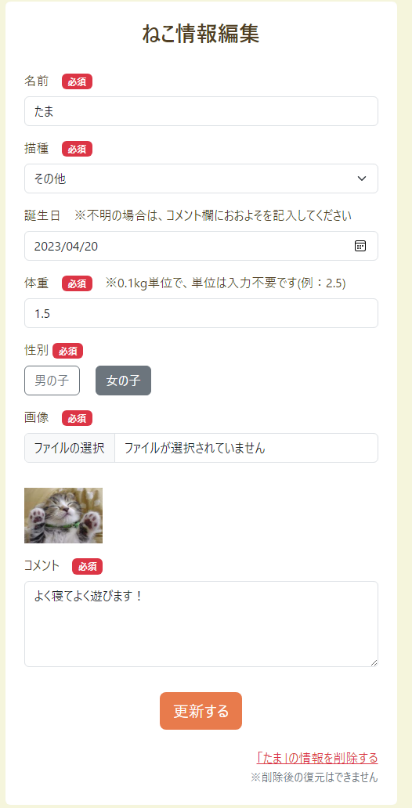 ねこ情報編集
名前 必須
たま
描種 必須
その他
誕生日 ※不明の場合は、コメント欄におおよそを記入してください
2023/04/20
体重 必須 ※0.1kg単位で、単位は入力不要です(例：2.5)
1.5
性別 必須
男の子 女の子
画像 必須
ファイルの選択 ファイルが選択されていません
コメント 必須
よく寝てよく遊びます！
更新する
「たま」の情報を削除する
※削除後の復元はできません